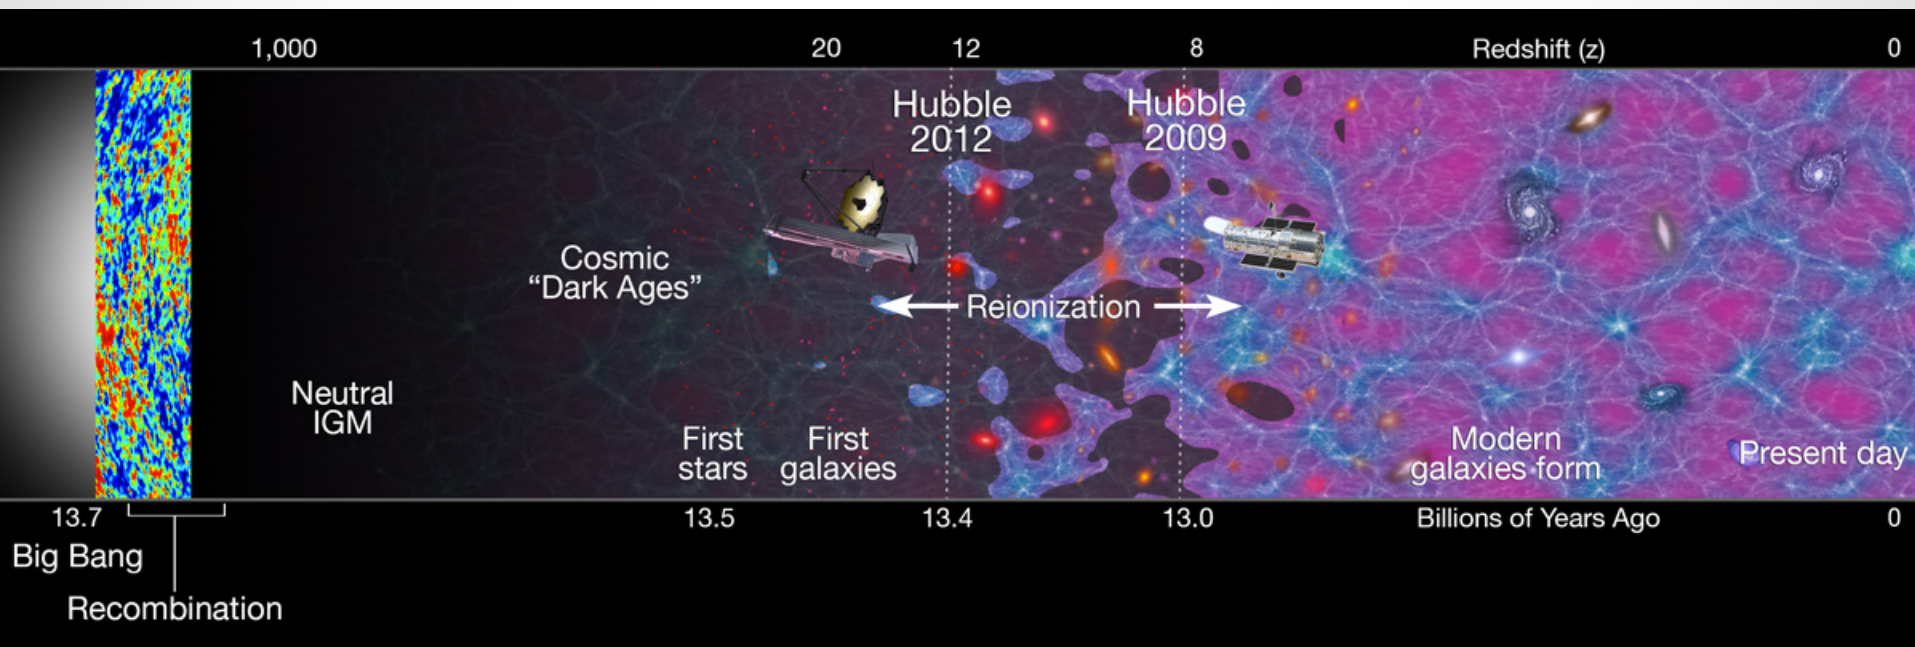 1,000 20 12 8 Redshift (z) 0
Hubble
2012
Hubble
2009
Cosmic
“Dark Ages”
Reionization
Neutral
IGM
First
stars
First
galaxies
Modern
galaxies form
Present day
13.7 13.5 13.4 13.0 Billions of Years Ago 0
Big Bang
Recombination